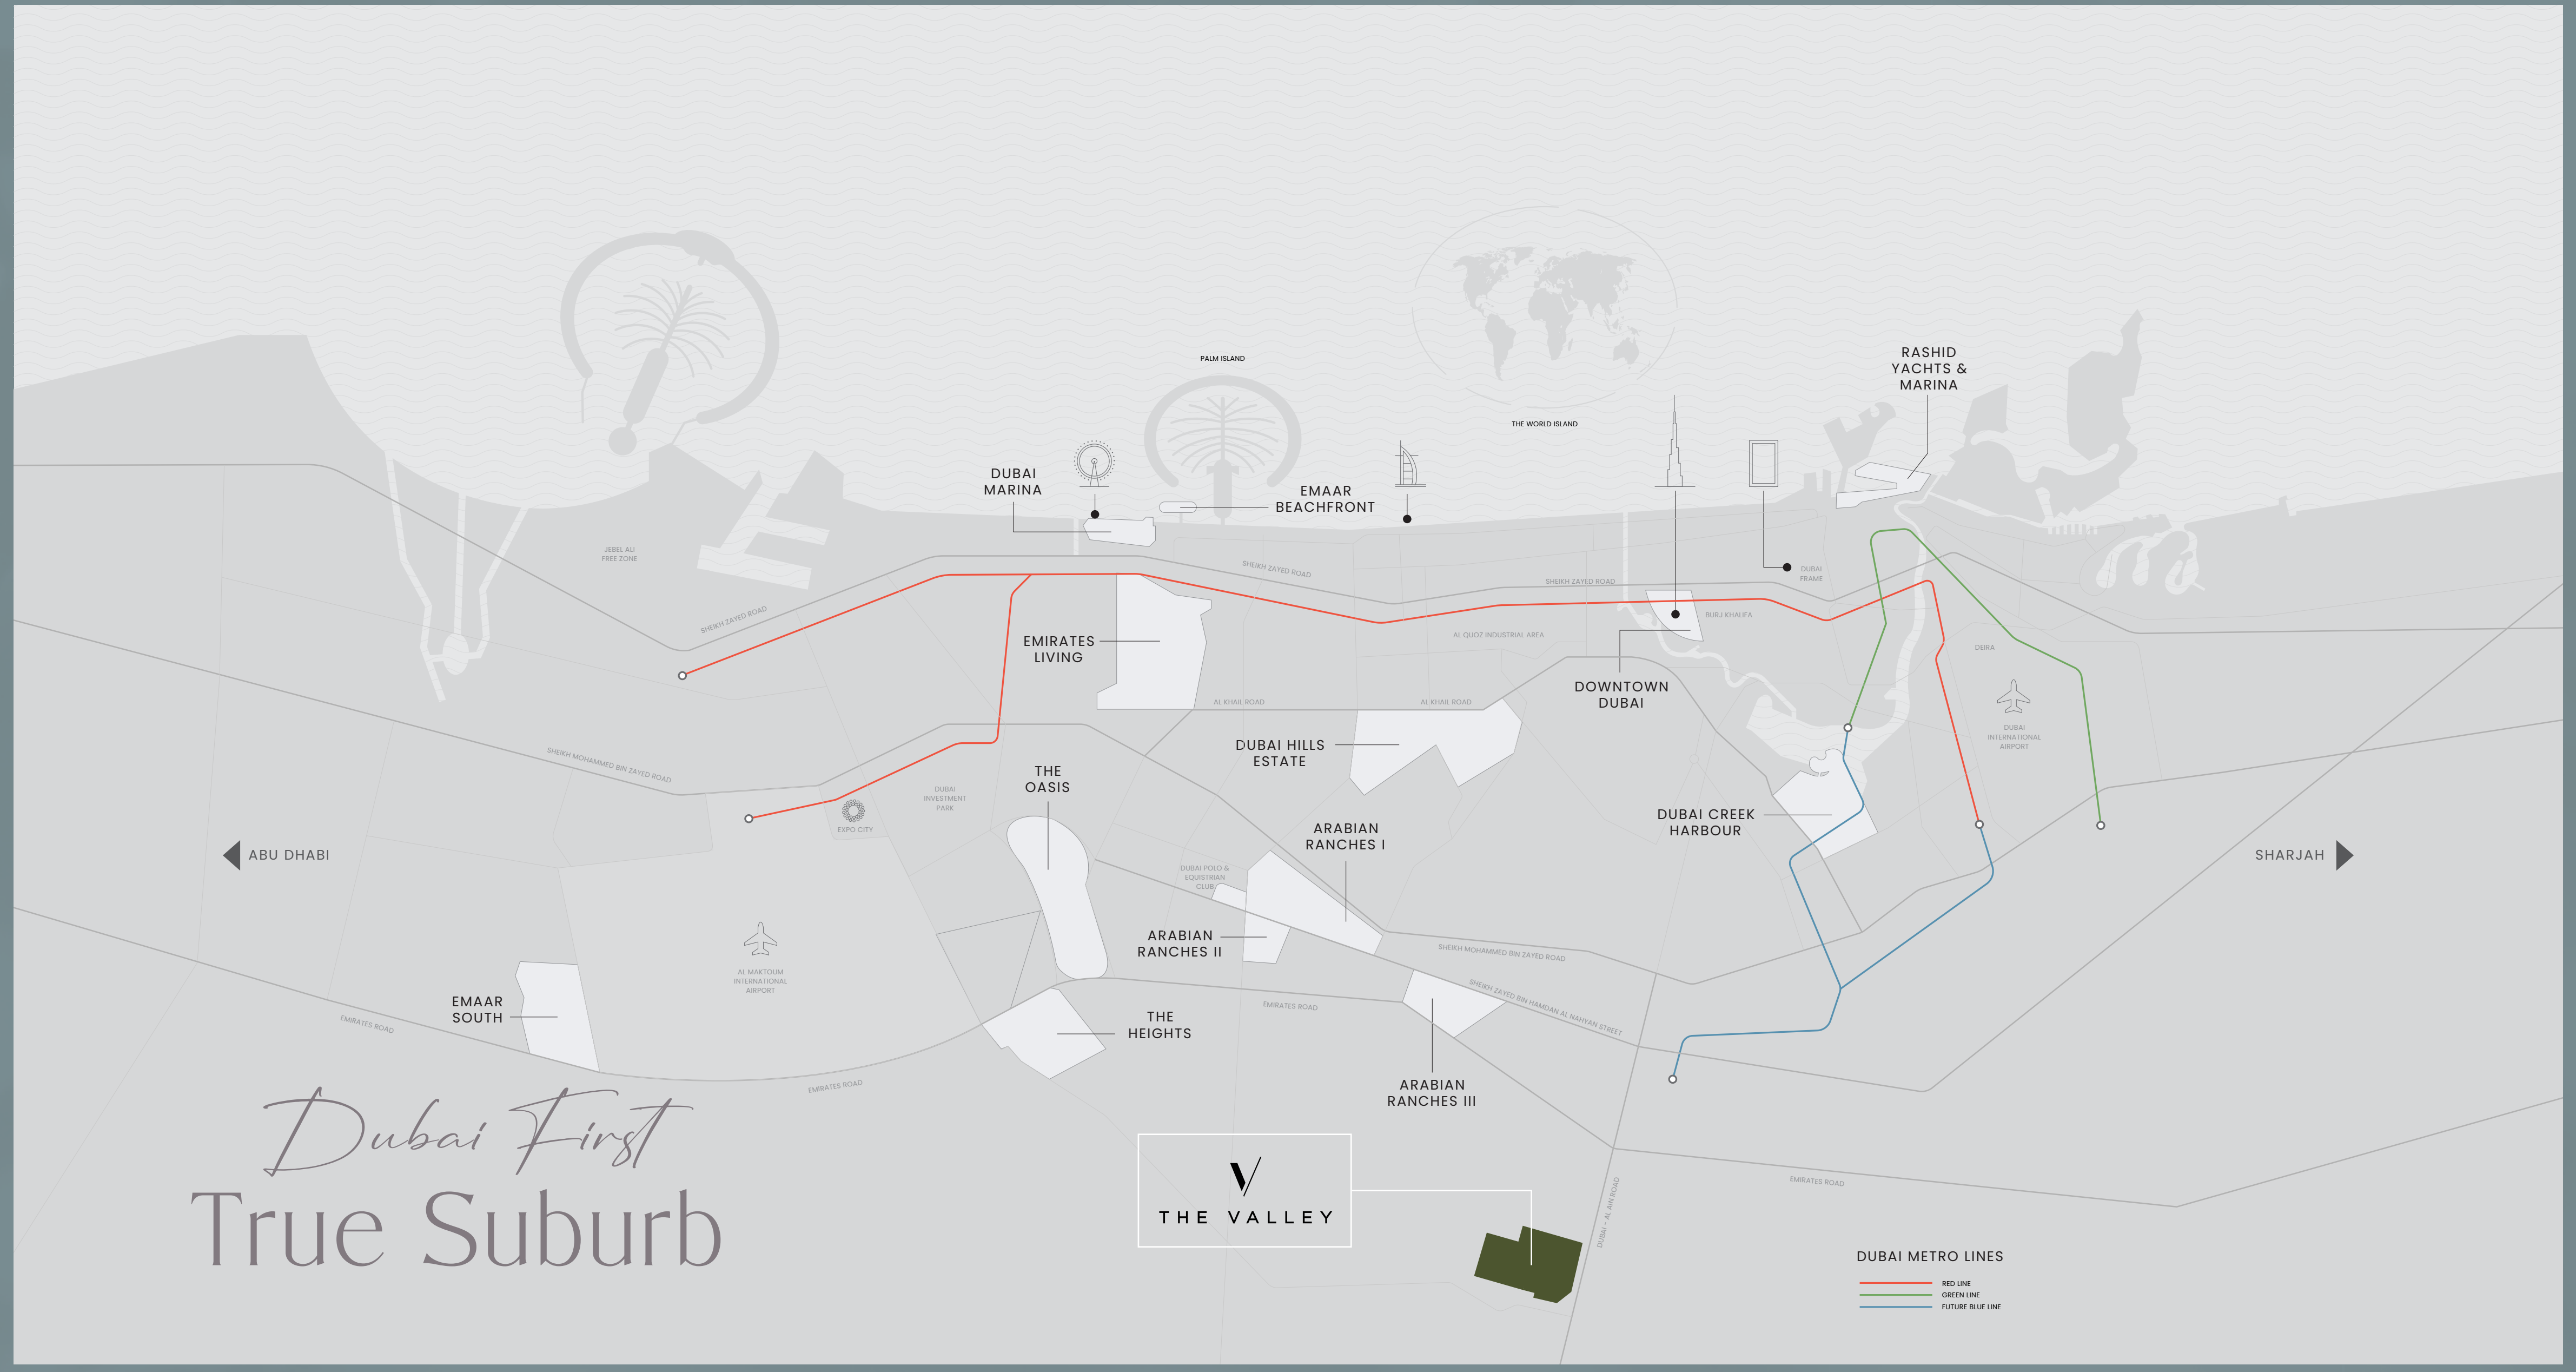 PALM ISLAND
THE WORLD ISLAND
RASHID
YACHTS &
MARINA
DUBAI
MARINA
EMAAR
BEACHFRONT
JEBEL ALI
FREE ZONE
SHEIKH ZAYED ROAD
SHEIKH ZAYED ROAD
SHEIKH ZAYED ROAD
DUBAI
FRAME
BURJ KHALIFA
AL QUOZ INDUSTRIAL AREA
EMIRATES
LIVING
DEIRA
DOWNTOWN
DUBAI
AL KHAIL ROAD
AL KHAIL ROAD
DUBAI
INTERNATIONAL
AIRPORT
DUBAI HILLS
ESTATE
SHEIKH MOHAMMED BIN ZAYED ROAD
THE
OASIS
DUBAI
INVESTMENT
PARK
EXPO CITY
DUBAI CREEK
HARBOUR
ARABIAN
RANCHES I
ABU DHABI
SHARJAH
DUBAI POLO &
EQUISTRIAN
CLUB
ARABIAN
RANCHES II
SHEIKH MOHAMMED BIN ZAYED ROAD
AL MAKTOUM
INTERNATIONAL
AIRPORT
SHEIKH ZAYED BIN HAMDAN AL NAHYAN STREET
EMAAR
SOUTH
EMIRATES ROAD
EMIRATES ROAD
THE
HEIGHTS
EMIRATES ROAD
ARABIAN
RANCHES III
Dubai First
True Suburb
THE VALLEY
EMIRATES ROAD
DUBAI - AL AIN ROAD
DUBAI METRO LINES
RED LINE
GREEN LINE
FUTURE BLUE LINE